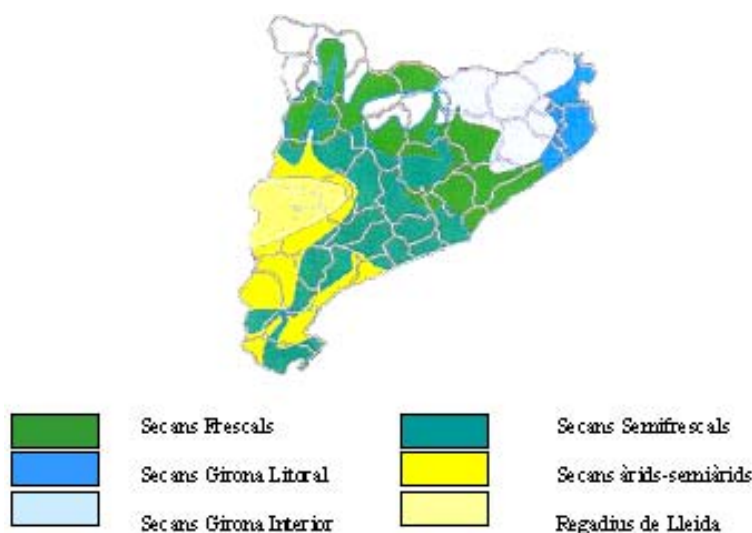 Secans Frescals
Secans Semifrescals
Secans Girona Litoral
Secans àrids-semiàrids
Secans Girona Interior
Regadius de Lleida